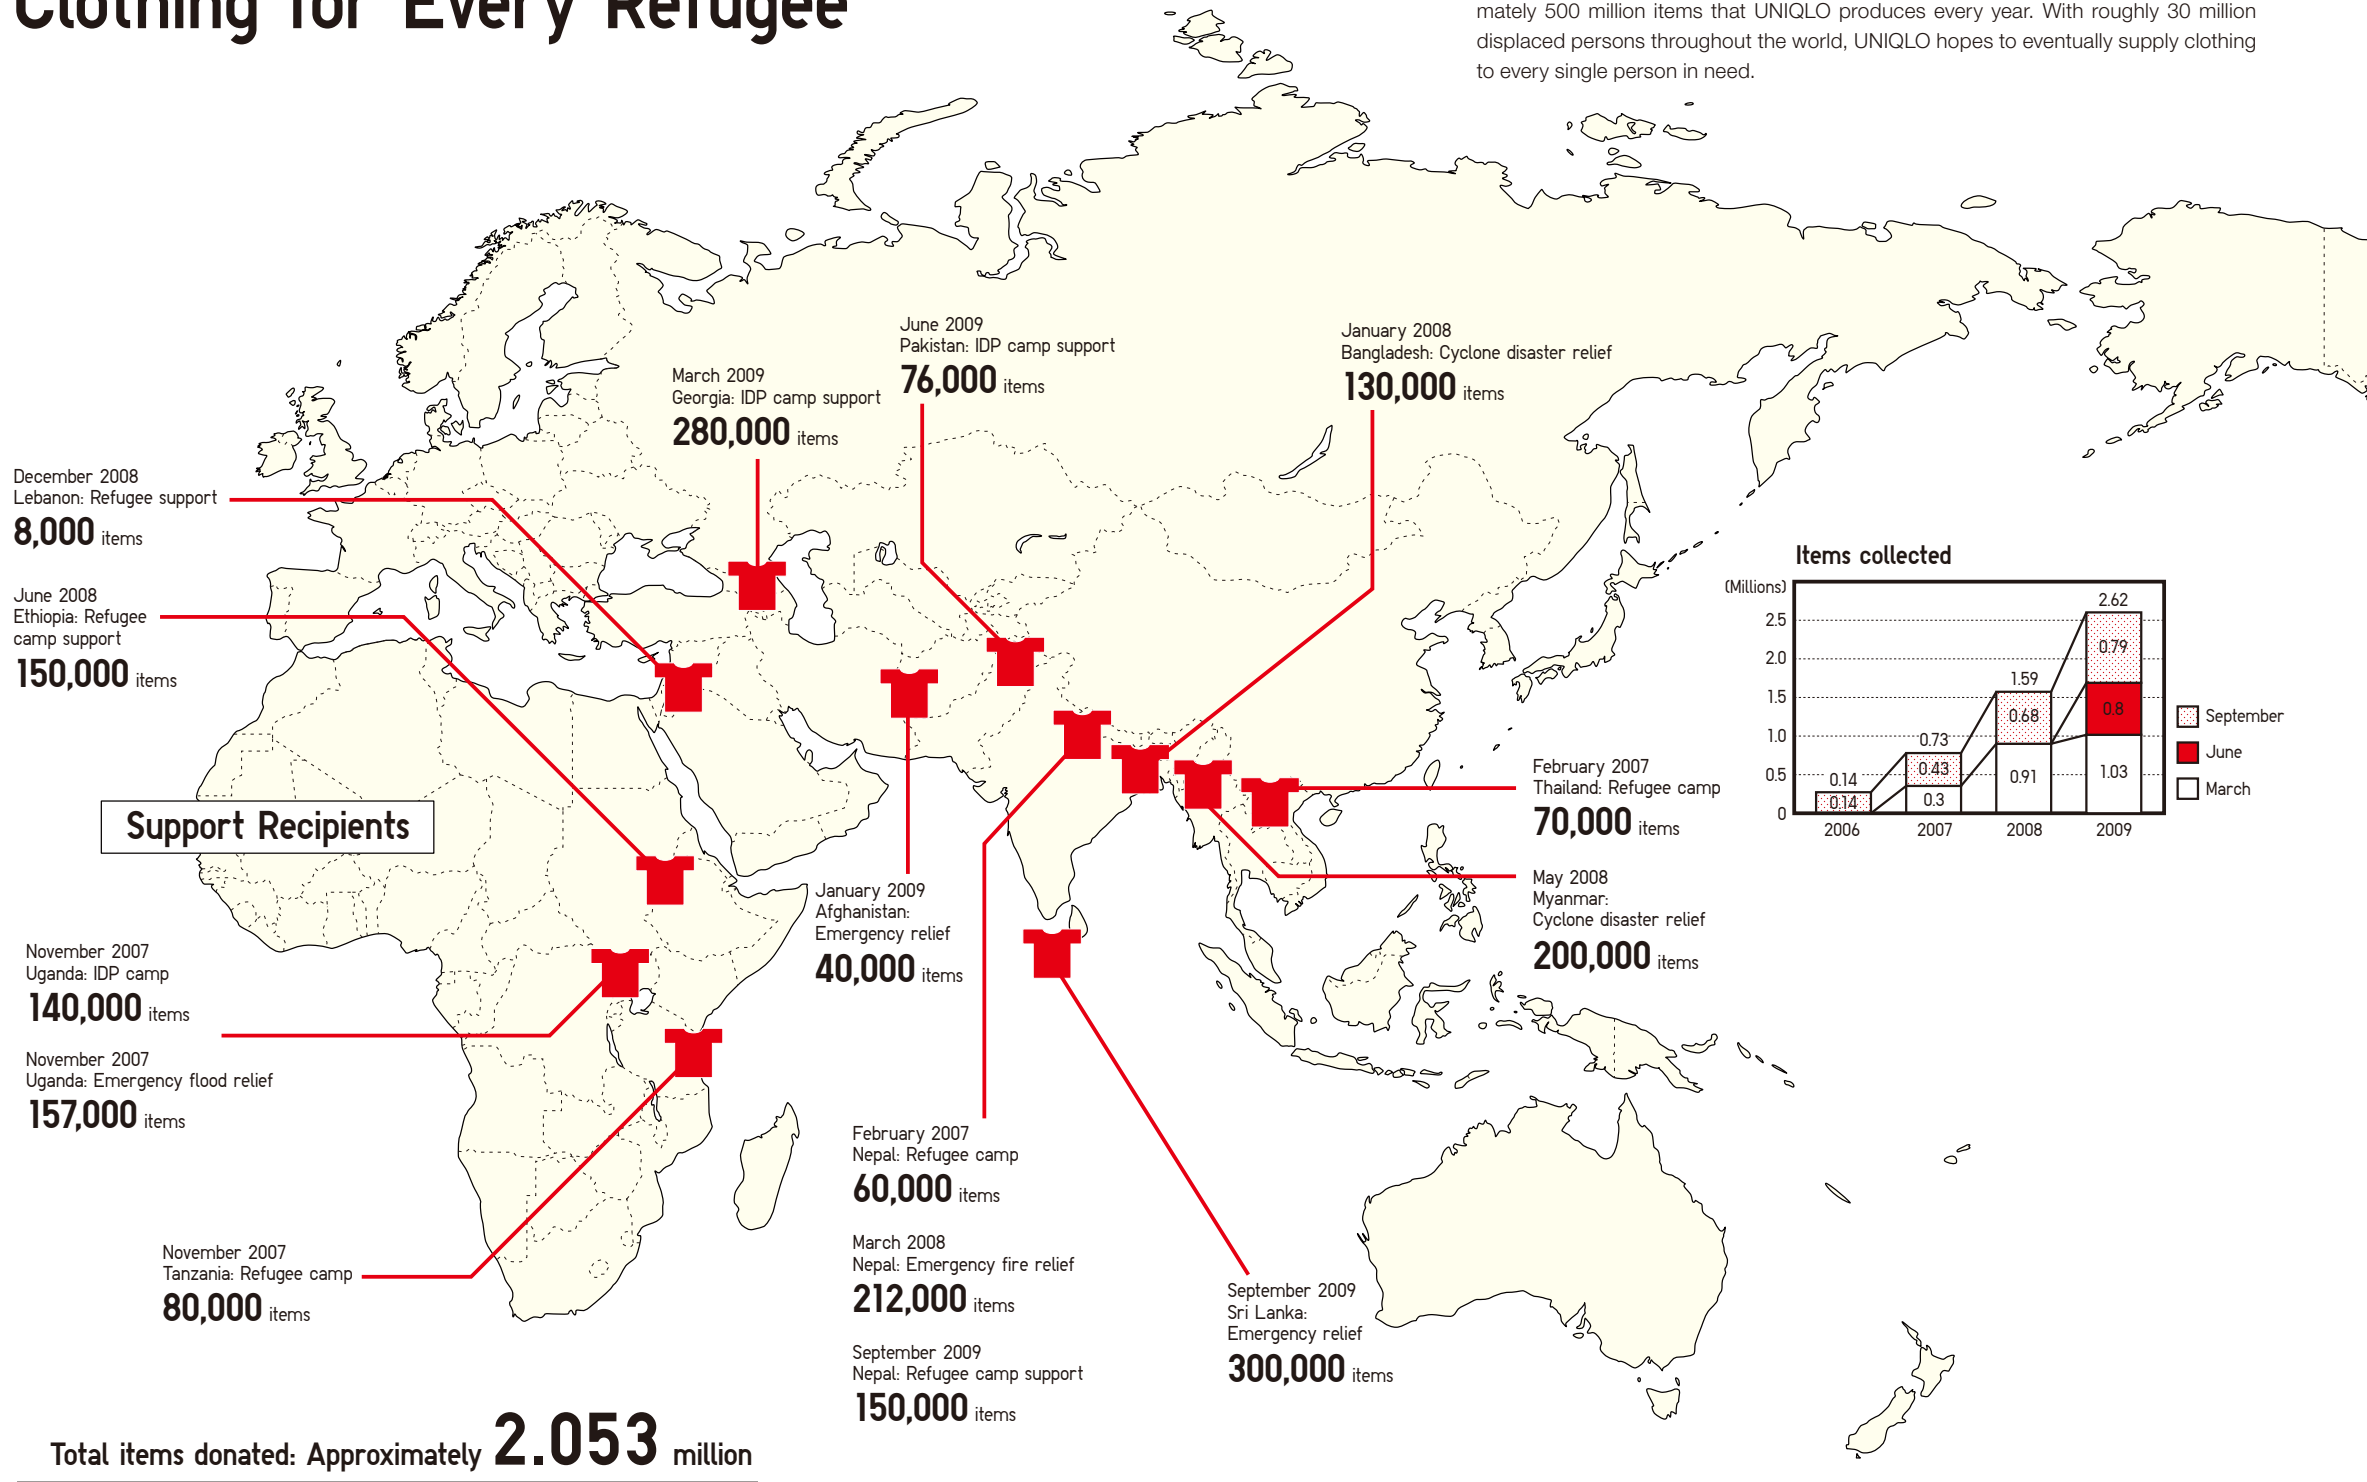 Clothing for Every Refugee
mately 500 million items that UNIQLO produces every year. With roughly 30 million
displaced persons throughout the world, UNIQLO hopes to eventually supply clothing
to every single person in need.
June 2009
Pakistan: IDP camp support
76,000 items
January 2008
Bangladesh: Cyclone disaster relief
130,000 items
March 2009
Georgia: IDP camp support
280,000 items
December 2008
Lebanon: Refugee support
8,000 items
June 2008
Ethiopia: Refugee
camp support
150,000 items
Support Recipients
November 2007
Uganda: IDP camp
140,000 items
November 2007
Uganda: Emergency flood relief
157,000 items
November 2007
Tanzania: Refugee camp
80,000 items
January 2009
Afghanistan:
Emergency relief
40,000 items
February 2007
Nepal: Refugee camp
60,000 items
March 2008
Nepal: Emergency fire relief
212,000 items
September 2009
Nepal: Refugee camp support
150,000 items
September 2009
Sri Lanka:
Emergency relief
300,000 items
February 2007
Thailand: Refugee camp
70,000 items
May 2008
Myanmar:
Cyclone disaster relief
200,000 items
Items collected
(Millions)
2.5
2.0
1.5
1.0
0.5
0
0.14
0.14
0.73
0.43
0.3
1.59
0.68
0.91
2.62
0.79
0.8
1.03
2006 2007 2008 2009
September
June
March
Total items donated: Approximately 2.053 million